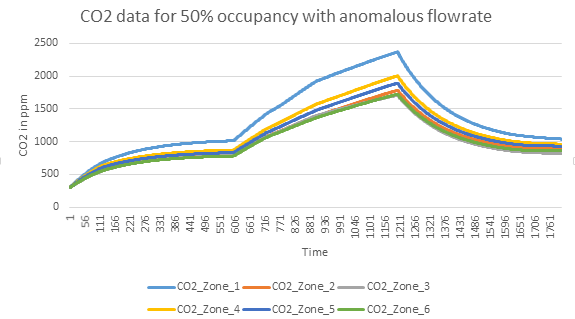 CO2 data for 50% occupancy with anomalous flowrate
2500
2000
1500
1000
500
0
CO2 in ppm
1 56 111 166 221 276 331 386 441 496 551 606 661 716 771 826 881 936 991 1046 1101 1156 1211 1266 1321 1376 1431 1486 1541 1596 1651 1706 1761
Time
CO2_Zone_1 CO2_Zone_2 CO2_Zone_3
CO2_Zone_4 CO2_Zone_5 CO2_Zone_6